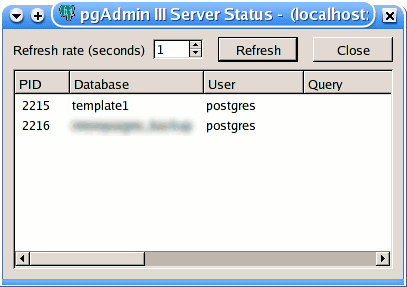 pgAdmin III Server Status - (localhost:
Refresh rate (seconds) 1 Refresh Close
PID Database User Query
2215 template1 postgres
2216 postgres